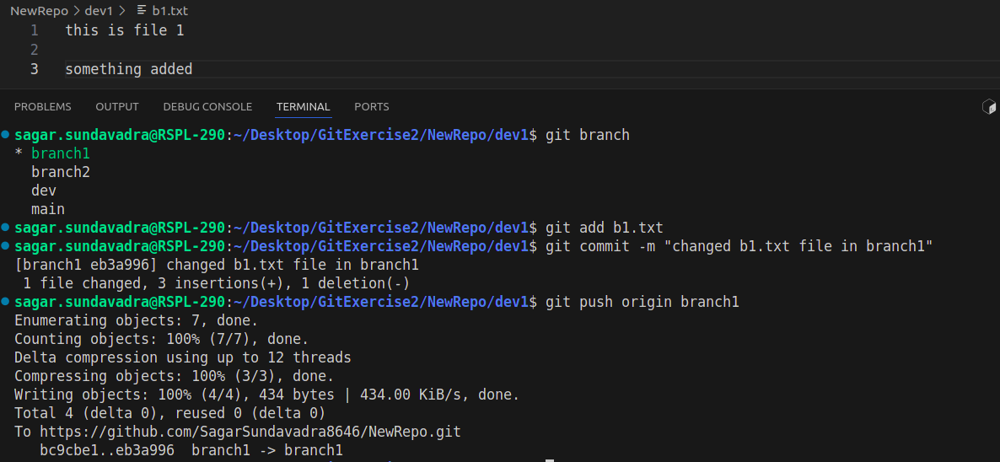 NewRepo > dev1 > b1.txt
1 this is file 1
2
3 something added
PROBLEMS OUTPUT DEBUG CONSOLE TERMINAL PORTS
sagar.sundavadra@RSPL-290:~/Desktop/GitExercise2/NewRepo/dev1$ git branch
* branch1
branch2
dev
main
sagar.sundavadra@RSPL-290:~/Desktop/GitExercise2/NewRepo/dev1$ git add b1.txt
sagar.sundavadra@RSPL-290:~/Desktop/GitExercise2/NewRepo/dev1$ git commit -m "changed b1.txt file in branch1"
[branch1 eb3a996] changed b1.txt file in branch1
1 file changed, 3 insertions(+), 1 deletion(-)
sagar.sundavadra@RSPL-290:~/Desktop/GitExercise2/NewRepo/dev1$ git push origin branch1
Enumerating objects: 7, done.
Counting objects: 100% (7/7), done.
Delta compression using up to 12 threads
Compressing objects: 100% (3/3), done.
Writing objects: 100% (4/4), 434 bytes | 434.00 KiB/s, done.
Total 4 (delta 0), reused 0 (delta 0)
To https://github.com/SagarSundavadra8646/NewRepo.git
bc9cbe1..eb3a996 branch1 -> branch1